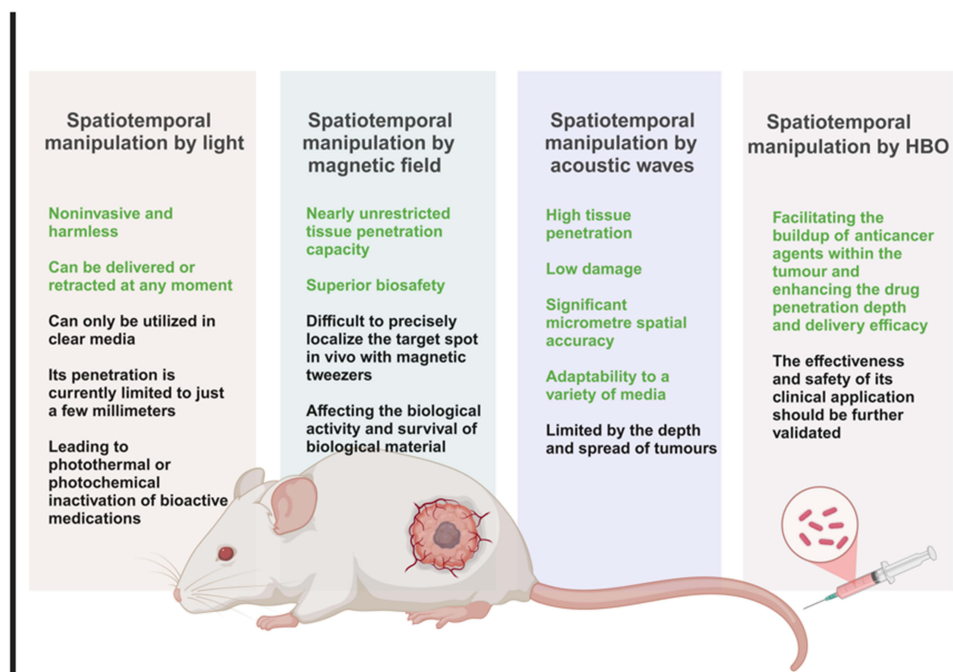 Spatiotemporal
manipulation by light
Noninvasive and
harmless
Can be delivered or
retracted at any moment
Can only be utilized in
clear media
Its penetration is
currently limited to just
a few millimeters
Leading to
photothermal or
photochemical
inactivation of bioactive
medications
Spatiotemporal
manipulation by
magnetic field
Nearly unrestricted
tissue penetration
capacity
Superior biosafety
Difficult to precisely
localize the target spot
in vivo with magnetic
tweezers
Affecting the biological
activity and survival of
biological material
Spatiotemporal
manipulation by
acoustic waves
High tissue
penetration
Low damage
Significant
micrometre spatial
accuracy
Adaptability to a
variety of media
Limited by the depth
and spread of tumours
Spatiotemporal
manipulation by HBO
Facilitating the
buildup of anticancer
agents within the
tumour and
enhancing the drug
penetration depth
and delivery efficacy
The effectiveness
and safety of its
clinical application
should be further
validated